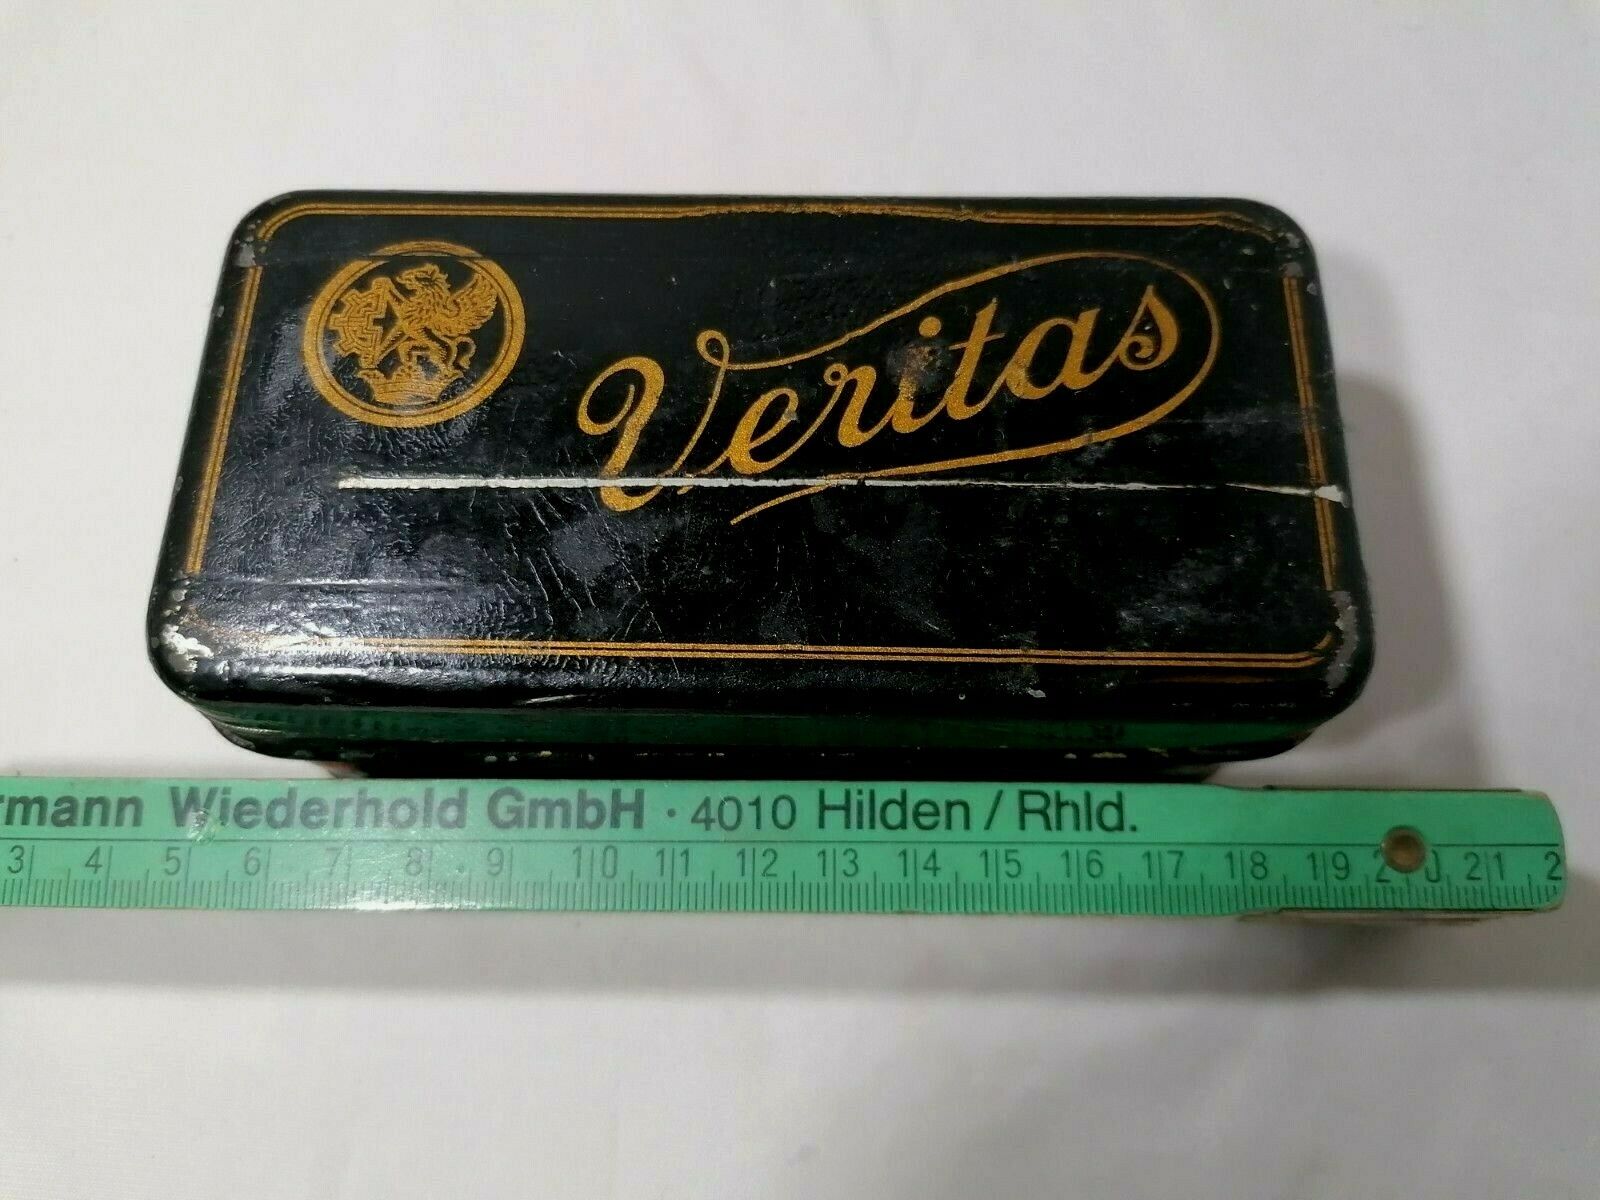 Veritas
rmann Wiederhold GmbH · 4010 Hilden / Rhld.
3 4 5 6 7 8 9 10 11 12 13 14 15 16 17 18 19 20 21 2